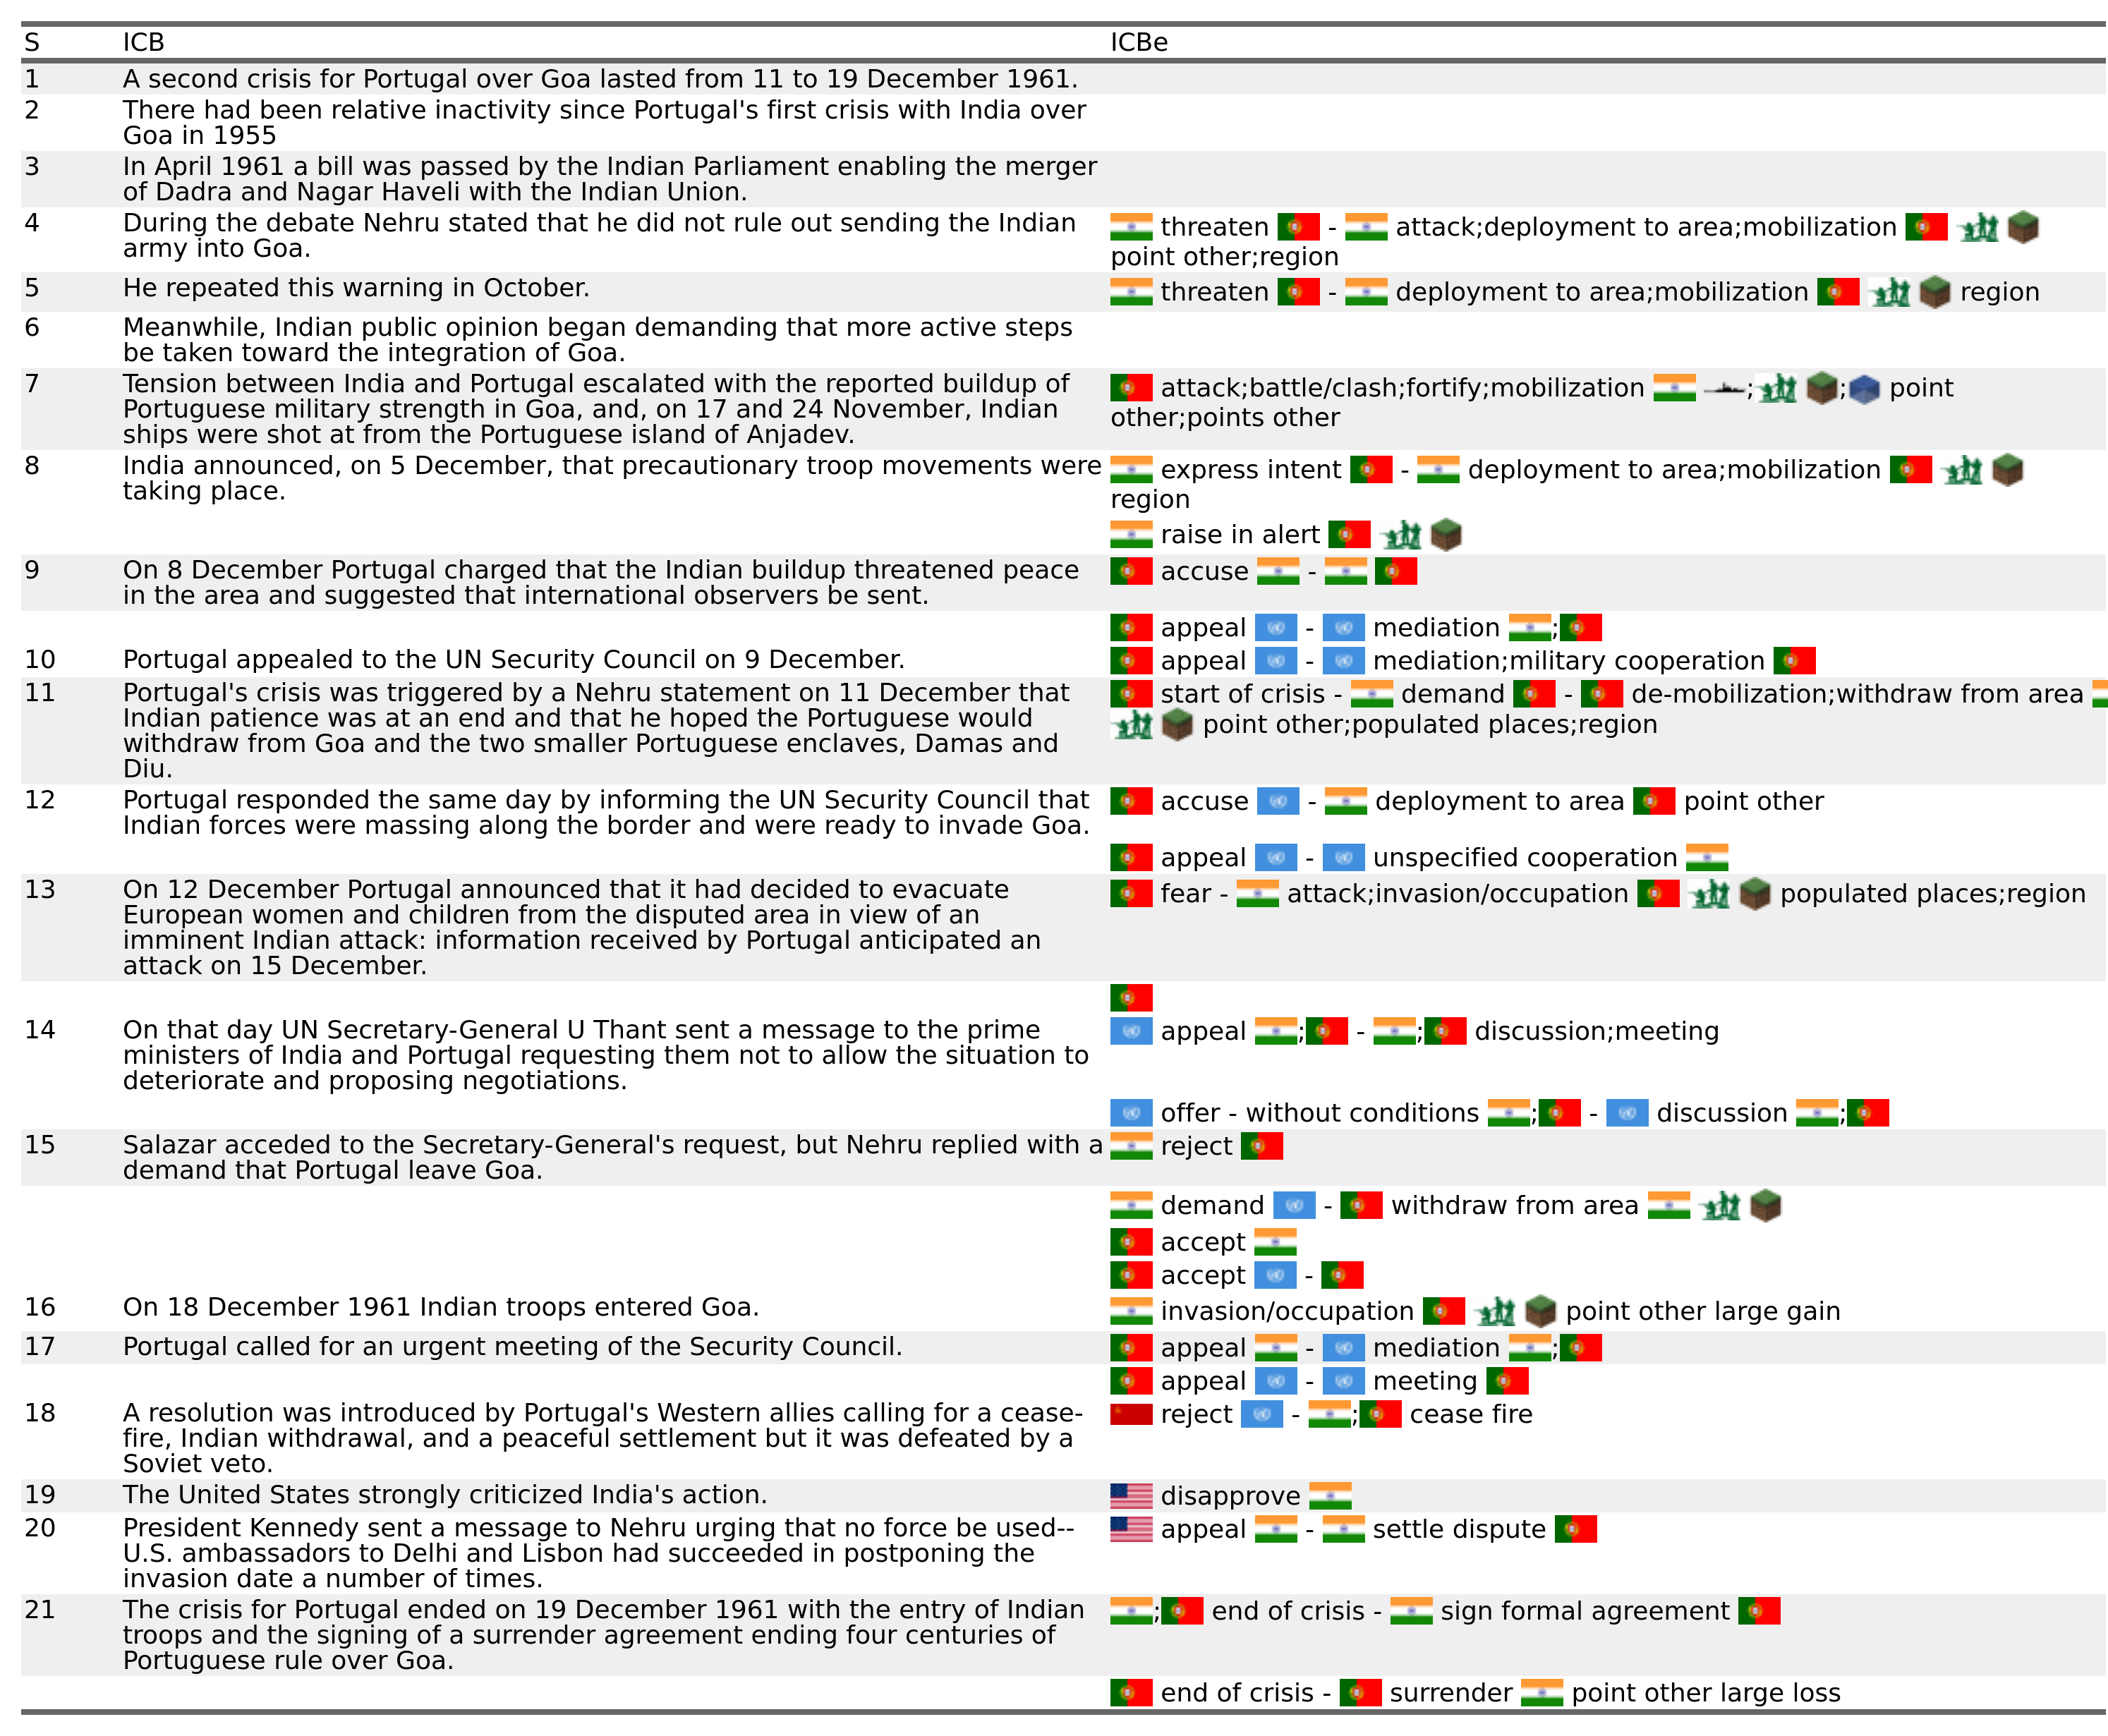 S ICB ICBe
1 A second crisis for Portugal over Goa lasted from 11 to 19 December 1961.
2 There had been relative inactivity since Portugal's first crisis with India over
Goa in 1955
3 In April 1961 a bill was passed by the Indian Parliament enabling the merger
of Dadra and Nagar Haveli with the Indian Union.
4 During the debate Nehru stated that he did not rule out sending the Indian
army into Goa.
threaten - attack;deployment to area;mobilization
point other;region
5 He repeated this warning in October.
threaten - deployment to area;mobilization region
6 Meanwhile, Indian public opinion began demanding that more active steps
be taken toward the integration of Goa.
7 Tension between India and Portugal escalated with the reported buildup of
Portuguese military strength in Goa, and, on 17 and 24 November, Indian
ships were shot at from the Portuguese island of Anjadev.
attack;battle/clash;fortify;mobilization ; ; point
other;points other
8 India announced, on 5 December, that precautionary troop movements were
taking place.
express intent - deployment to area;mobilization
region
raise in alert
9 On 8 December Portugal charged that the Indian buildup threatened peace
in the area and suggested that international observers be sent.
accuse -
appeal - mediation ;
10 Portugal appealed to the UN Security Council on 9 December.
appeal - mediation;military cooperation
11 Portugal's crisis was triggered by a Nehru statement on 11 December that
Indian patience was at an end and that he hoped the Portuguese would
withdraw from Goa and the two smaller Portuguese enclaves, Damas and
Diu.
start of crisis - demand - de-mobilization;withdraw from area
point other;populated places;region
12 Portugal responded the same day by informing the UN Security Council that
Indian forces were massing along the border and were ready to invade Goa.
accuse - deployment to area point other
appeal - unspecified cooperation
13 On 12 December Portugal announced that it had decided to evacuate
European women and children from the disputed area in view of an
imminent Indian attack: information received by Portugal anticipated an
attack on 15 December.
fear - attack;invasion/occupation populated places;region
14 On that day UN Secretary-General U Thant sent a message to the prime
ministers of India and Portugal requesting them not to allow the situation to
deteriorate and proposing negotiations.
appeal ; - ; discussion;meeting
offer - without conditions ; - discussion ;
15 Salazar acceded to the Secretary-General's request, but Nehru replied with a
demand that Portugal leave Goa.
reject
demand - withdraw from area
accept
accept -
16 On 18 December 1961 Indian troops entered Goa.
invasion/occupation point other large gain
17 Portugal called for an urgent meeting of the Security Council.
appeal - mediation ;
appeal - meeting
18 A resolution was introduced by Portugal's Western allies calling for a cease-
fire, Indian withdrawal, and a peaceful settlement but it was defeated by a
Soviet veto.
reject - ; cease fire
19 The United States strongly criticized India's action.
disapprove
20 President Kennedy sent a message to Nehru urging that no force be used--
U.S. ambassadors to Delhi and Lisbon had succeeded in postponing the
invasion date a number of times.
appeal - settle dispute
21 The crisis for Portugal ended on 19 December 1961 with the entry of Indian
troops and the signing of a surrender agreement ending four centuries of
Portuguese rule over Goa.
; end of crisis - sign formal agreement
end of crisis - surrender point other large loss